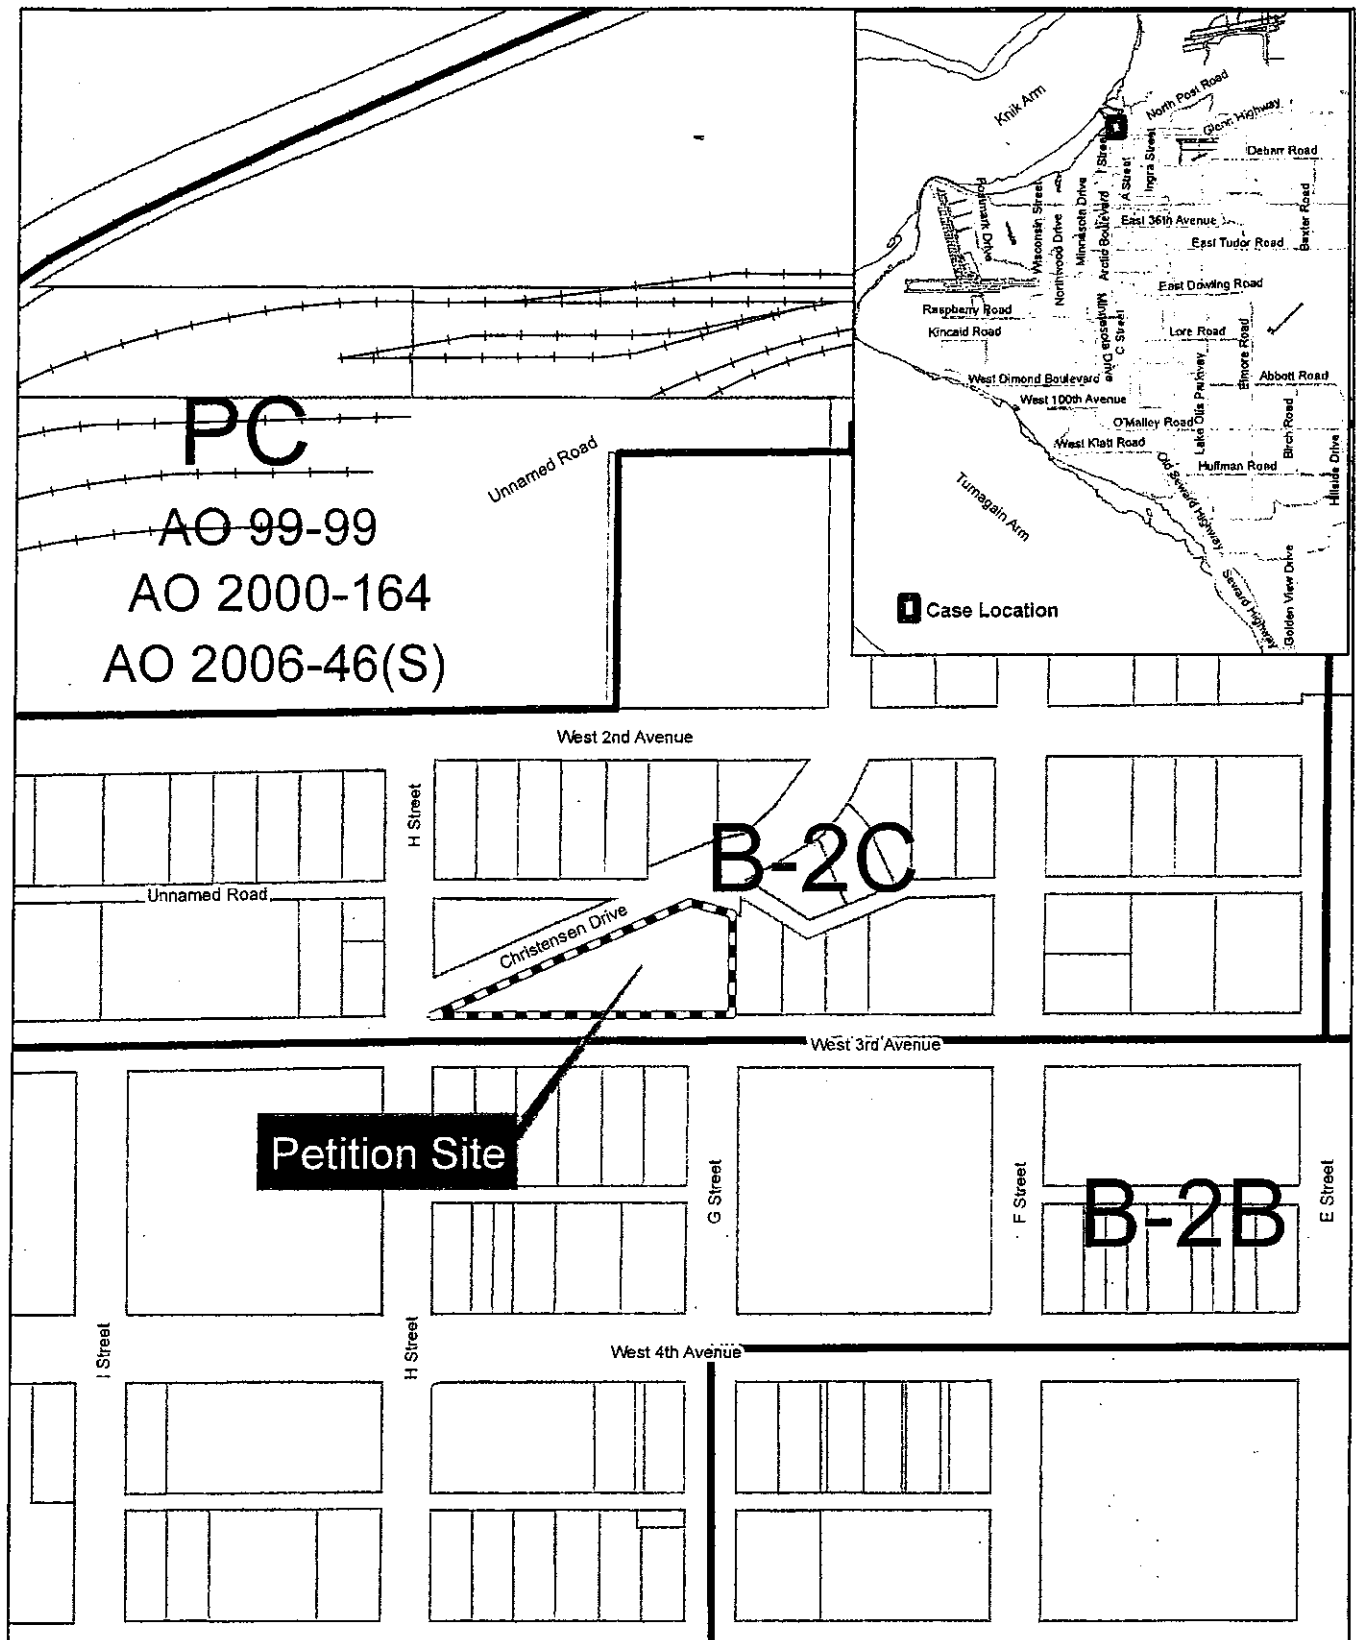 Knik Arm
North Post Road
Glenn Highway
Debarr Road
I Street
A Street
Ingra Street
Postmark Drive
Wisconsin Street
Northwood Drive
Minnesota Drive
Arctic Boulevard
East 36th Avenue
East Tudor Road
Baxter Road
East Dowling Road
Raspberry Road
Kincaid Road
Minnesota Drive
C Street
Lore Road
Elmore Road
West Dimond Boulevard
Abbott Road
West 100th Avenue
Lake Otis Parkway
O'Malley Road
Birch Road
West Klatt Road
Huffman Road
Hillside Drive
Old Seward Highway
Turnagain Arm
Seward Highway
Golden View Drive
Case Location
PC
Unnamed Road
AO 99-99
AO 2000-164
AO 2006-46(S)
West 2nd Avenue
H Street
B-2C
Unnamed Road
Christensen Drive
West 3rd Avenue
Petition Site
G Street
F Street
B-2B
E Street
I Street
H Street
West 4th Avenue